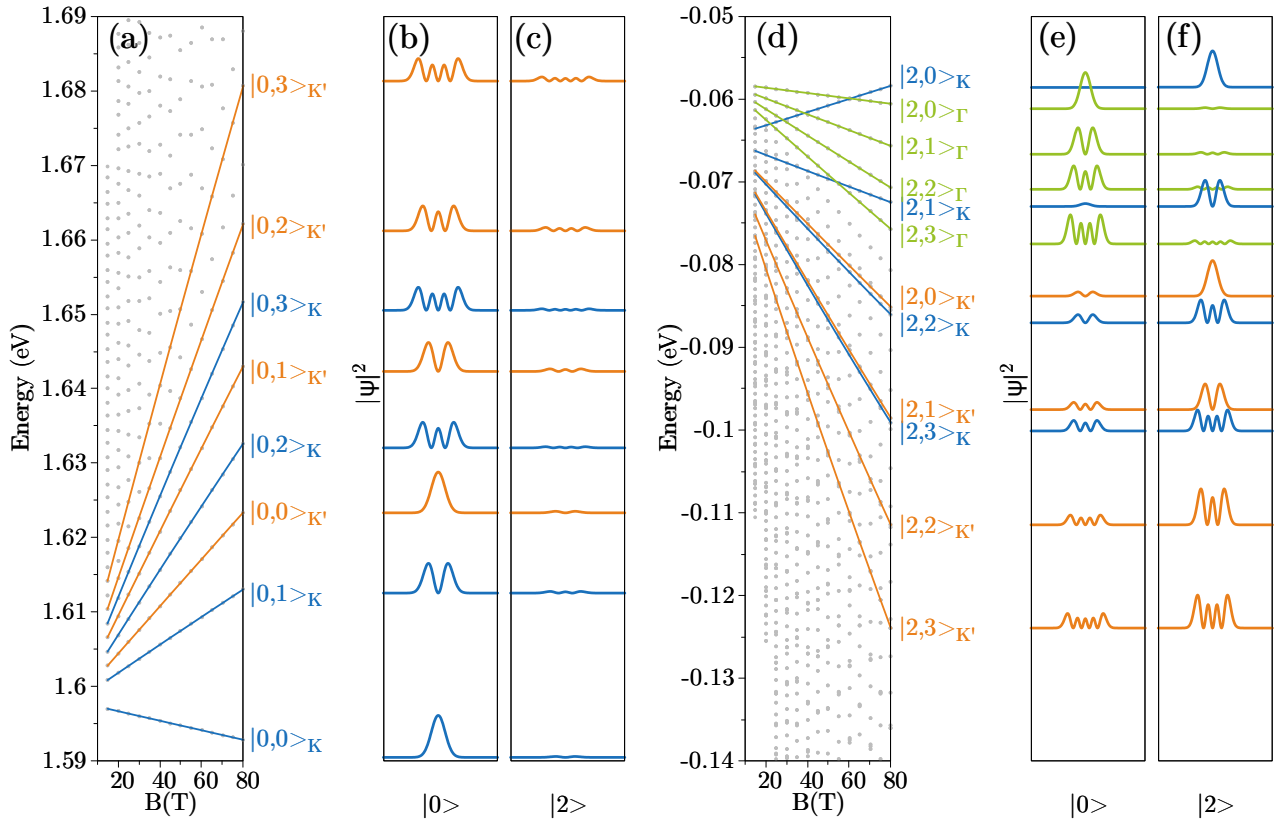 (a)
Energy (eV)
1.69
1.68
1.67
1.66
1.65
1.64
1.63
1.62
1.61
1.6
1.59
20 40 60 80
B(T)
|0,3>K'
|0,2>K'
|0,3>K
|0,1>K'
|0,2>K
|0,0>K'
|0,1>K
|0,0>K
(b)
|ψ|²
|0>
(c)
|2>
(d)
Energy (eV)
-0.05
-0.06
-0.07
-0.08
-0.09
-0.1
-0.11
-0.12
-0.13
-0.14
20 40 60 80
B(T)
|2,0>K
|2,0>Γ
|2,1>Γ
|2,2>Γ
|2,1>K
|2,3>Γ
|2,0>K'
|2,2>K
|2,1>K'
|2,3>K
|2,2>K'
|2,3>K'
(e)
|ψ|²
|0>
(f)
|2>